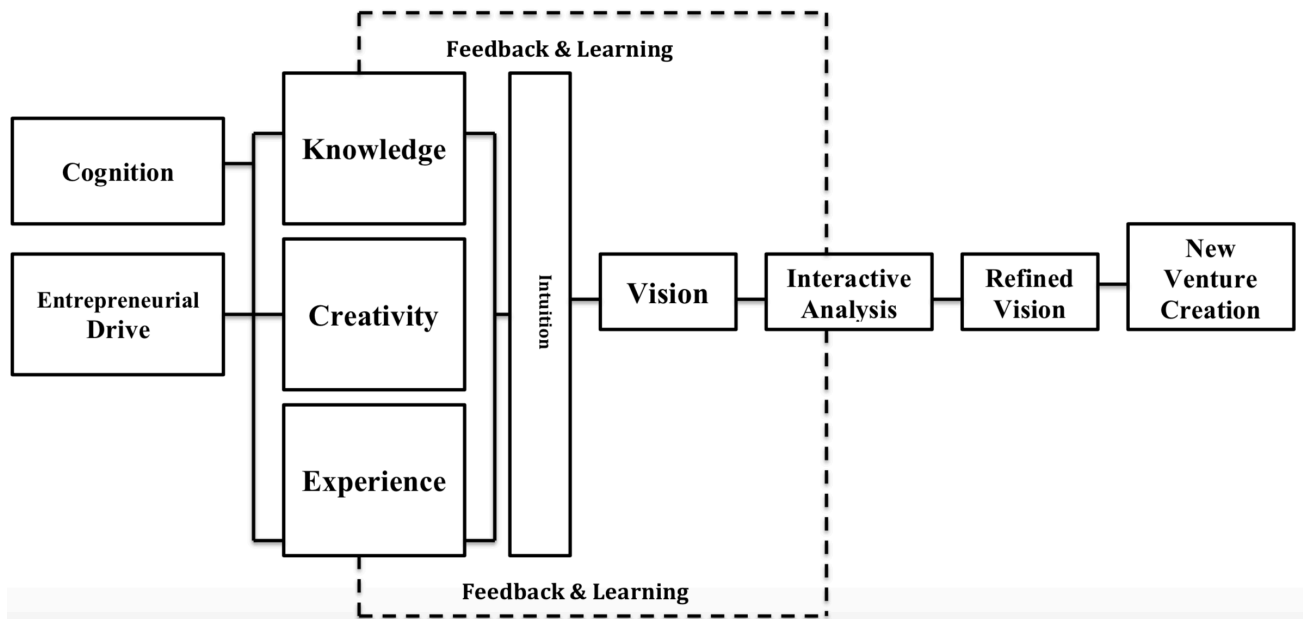 Feedback & Learning
Knowledge
Cognition
Creativity
Entrepreneurial
Drive
Experience
Intuition
Vision
Interactive
Analysis
Refined
Vision
New
Venture
Creation
Feedback & Learning